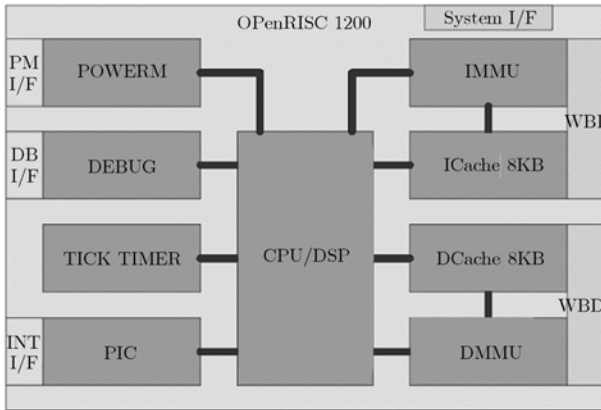 OPenRISC 1200
System I/F
PM
I/F
POWERM
IMMU
WBI
DB
I/F
DEBUG
ICache 8KB
TICK TIMER
CPU/DSP
DCache 8KB
WBD
INT
I/F
PIC
DMMU